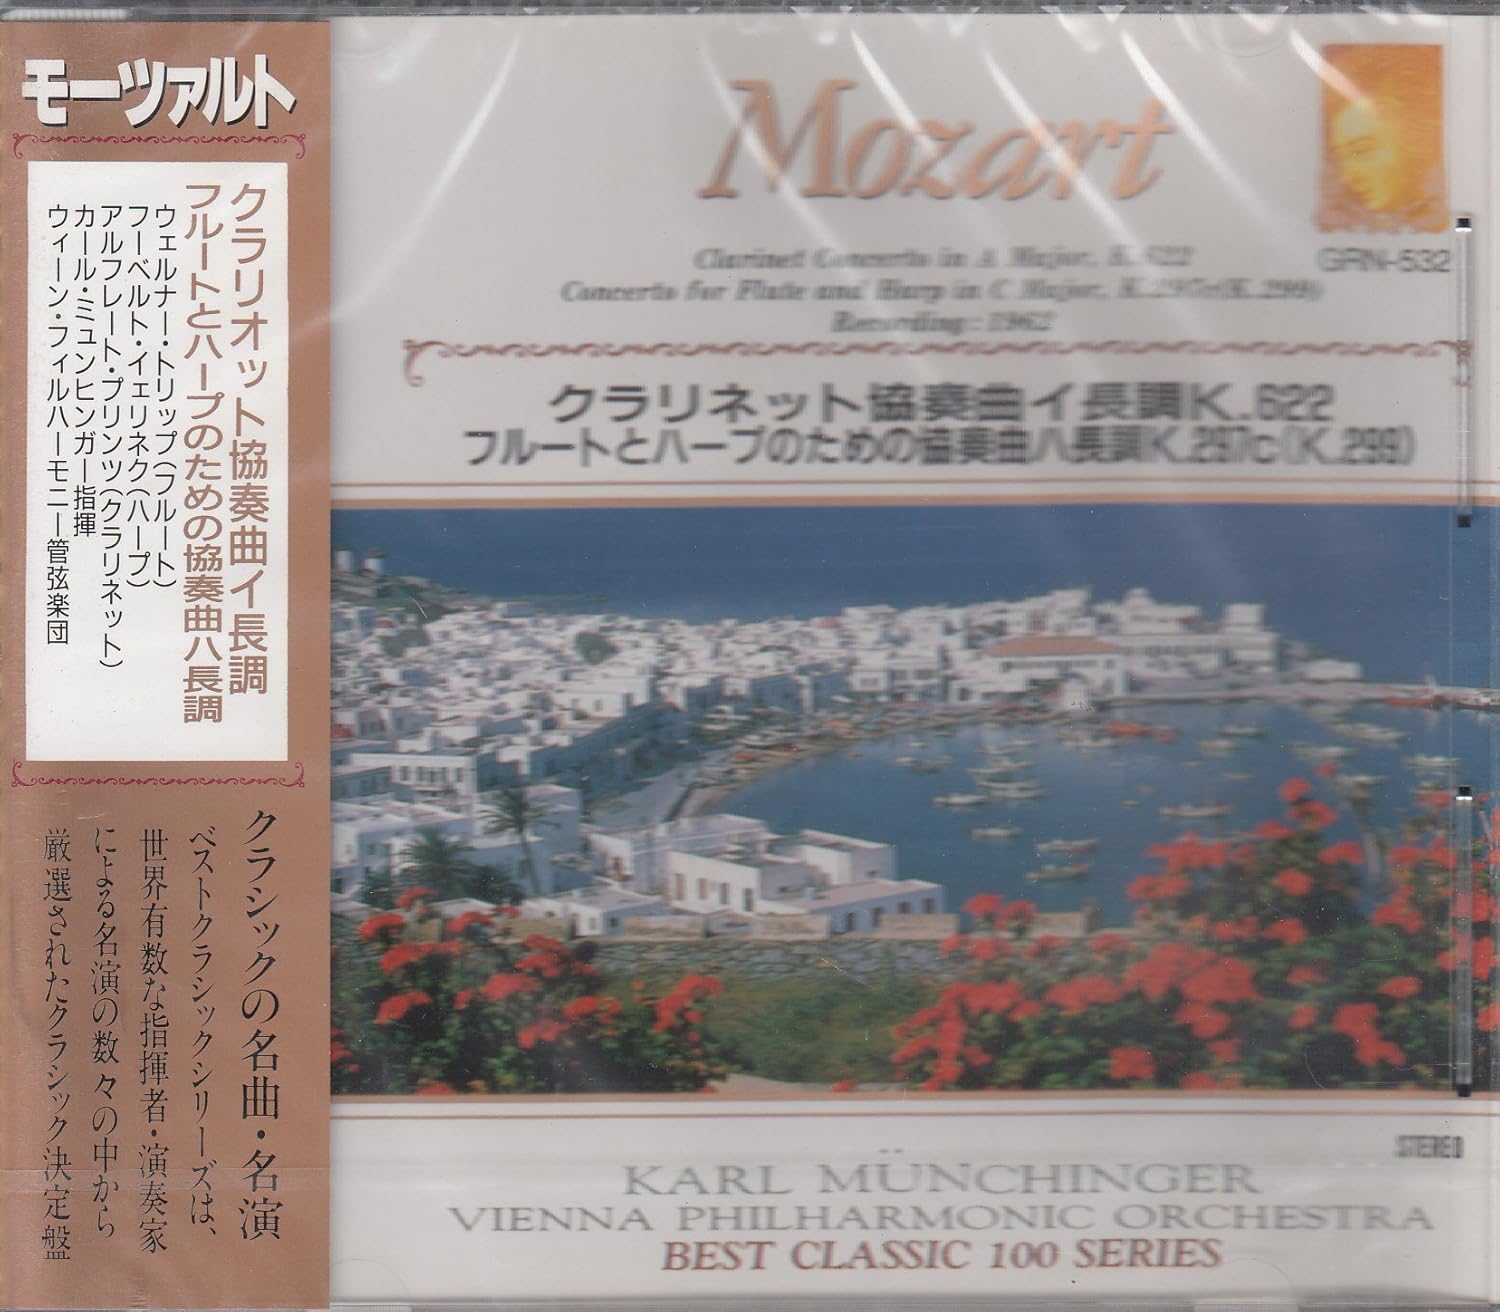 モーツァルト
クラリオット協奏曲イ長調
フルートとハープのための協奏曲ハ長調
ウェルナー・トリップ(フルート)
フーベルト・イェリネク(ハープ)
アルフレート・プリンツ(クラリネット)
カール・ミュンヒンガー指揮
ウィーン・フィルハーモニー管弦楽団
クラシックの名曲・名演
ベストクラシックシリーズは、
世界有数な指揮者・演奏家
による名演の数々の中から
厳選されたクラシック決定盤
Mozart
GRN-532
Clarinet Concerto in A Major, K.622
Concerto for Flute and Harp in C Major, K.297c(K.299)
Recording:1962
クラリネット協奏曲イ長調K.622
フルートとハープのための協奏曲ハ長調K.297c(K.299)
STEREO
KARL MÜNCHINGER
VIENNA PHILHARMONIC ORCHESTRA
BEST CLASSIC 100 SERIES